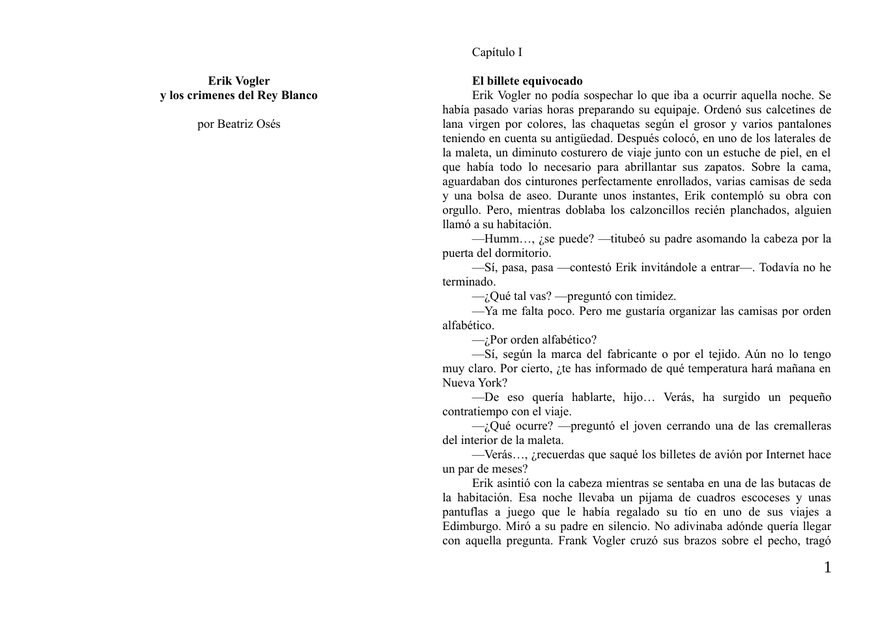 Erik Vogler
y los crimenes del Rey Blanco
por Beatriz Osés
Capítulo I
El billete equivocado
Erik Vogler no podía sospechar lo que iba a ocurrir aquella noche. Se
había pasado varias horas preparando su equipaje. Ordenó sus calcetines de
lana virgen por colores, las chaquetas según el grosor y varios pantalones
teniendo en cuenta su antigüedad. Después colocó, en uno de los laterales de
la maleta, un diminuto costurero de viaje junto con un estuche de piel, en el
que había todo lo necesario para abrillantar sus zapatos. Sobre la cama,
aguardaban dos cinturones perfectamente enrollados, varias camisas de seda
y una bolsa de aseo. Durante unos instantes, Erik contempló su obra con
orgullo. Pero, mientras doblaba los calzoncillos recién planchados, alguien
llamó a su habitación.
—Humm…, ¿se puede? —titubeó su padre asomando la cabeza por la
puerta del dormitorio.
—Sí, pasa, pasa —contestó Erik invitándole a entrar—. Todavía no he
terminado.
—¿Qué tal vas? —preguntó con timidez.
—Ya me falta poco. Pero me gustaría organizar las camisas por orden
alfabético.
—¿Por orden alfabético?
—Sí, según la marca del fabricante o por el tejido. Aún no lo tengo
muy claro. Por cierto, ¿te has informado de qué temperatura hará mañana en
Nueva York?
—De eso quería hablarte, hijo… Verás, ha surgido un pequeño
contratiempo con el viaje.
—¿Qué ocurre? —preguntó el joven cerrando una de las cremalleras
del interior de la maleta.
—Verás…, ¿recuerdas que saqué los billetes de avión por Internet hace
un par de meses?
Erik asintió con la cabeza mientras se sentaba en una de las butacas de
la habitación. Esa noche llevaba un pijama de cuadros escoceses y unas
pantuflas a juego que le había regalado su tío en uno de sus viajes a
Edimburgo. Miró a su padre en silencio. No adivinaba adónde quería llegar
con aquella pregunta. Frank Vogler cruzó sus brazos sobre el pecho, tragó
1